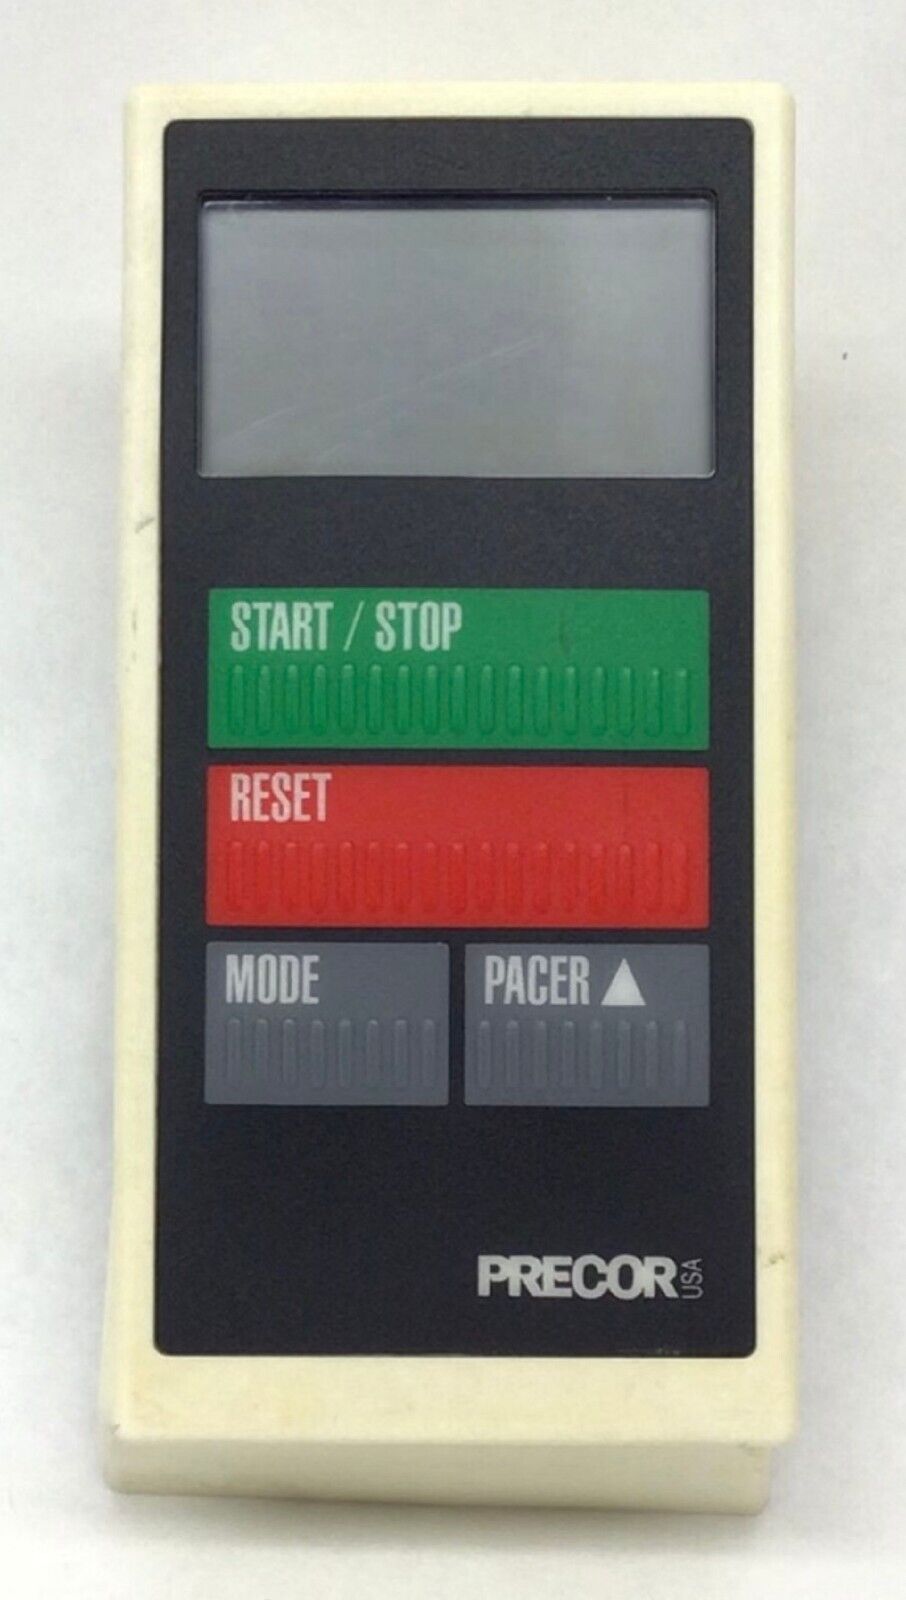 START / STOP
RESET
MODE
PACER ▲
PRECOR USA